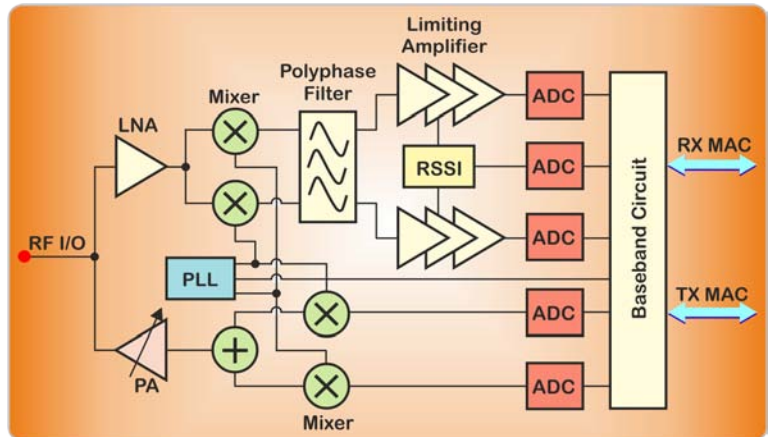 Limiting
Amplifier
Polyphase
Filter
Mixer
LNA
ADC
RX MAC
RSSI
ADC
ADC
RF I/O
PLL
Baseband Circuit
TX MAC
ADC
PA
ADC
Mixer